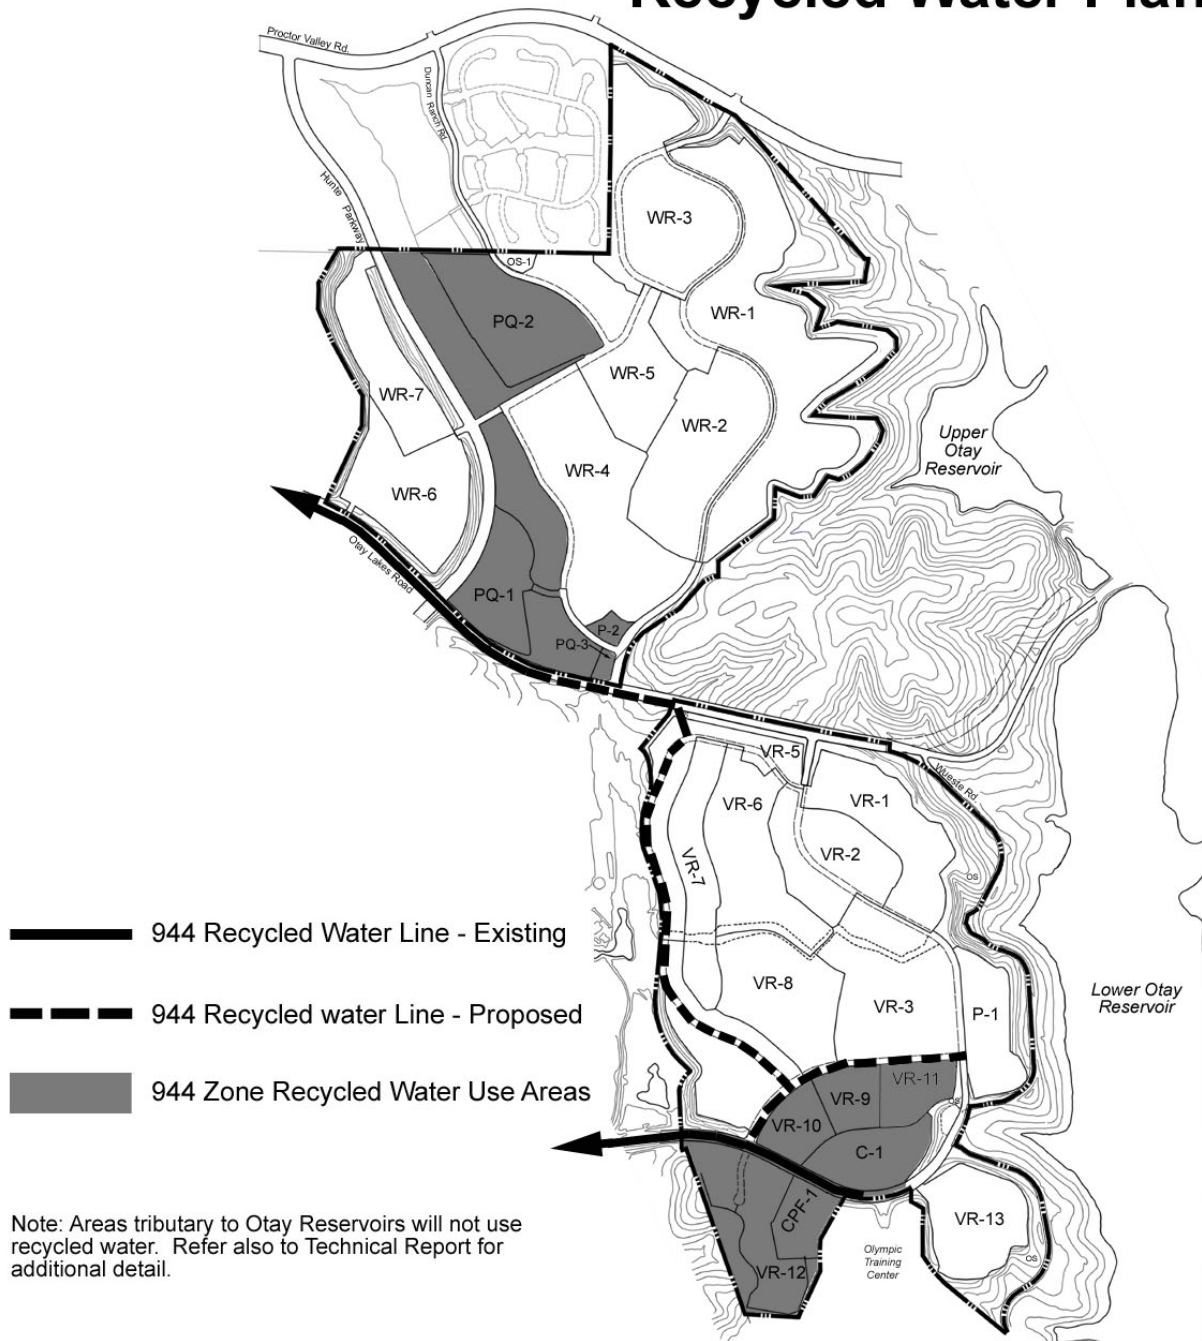 Recycled Water Plan
Proctor Valley Rd.
Duncan Ranch Rd.
Hunte Parkway
WR-3
OS-1
PQ-2
WR-1
WR-5
WR-7
WR-2
Upper
Otay
Reservoir
WR-4
WR-6
Otay Lakes Road
PQ-1
P-2
PQ-3
VR-5
Wueste Rd.
VR-6
VR-1
VR-2
VR-7
OS
944 Recycled Water Line - Existing
VR-8
Lower Otay
Reservoir
VR-3
P-1
944 Recycled water Line - Proposed
944 Zone Recycled Water Use Areas
VR-11
VR-9
OS
VR-10
C-1
CPF-1
VR-13
Note: Areas tributary to Otay Reservoirs will not use
recycled water. Refer also to Technical Report for
additional detail.
Olympic
Training
Center
OS
VR-12